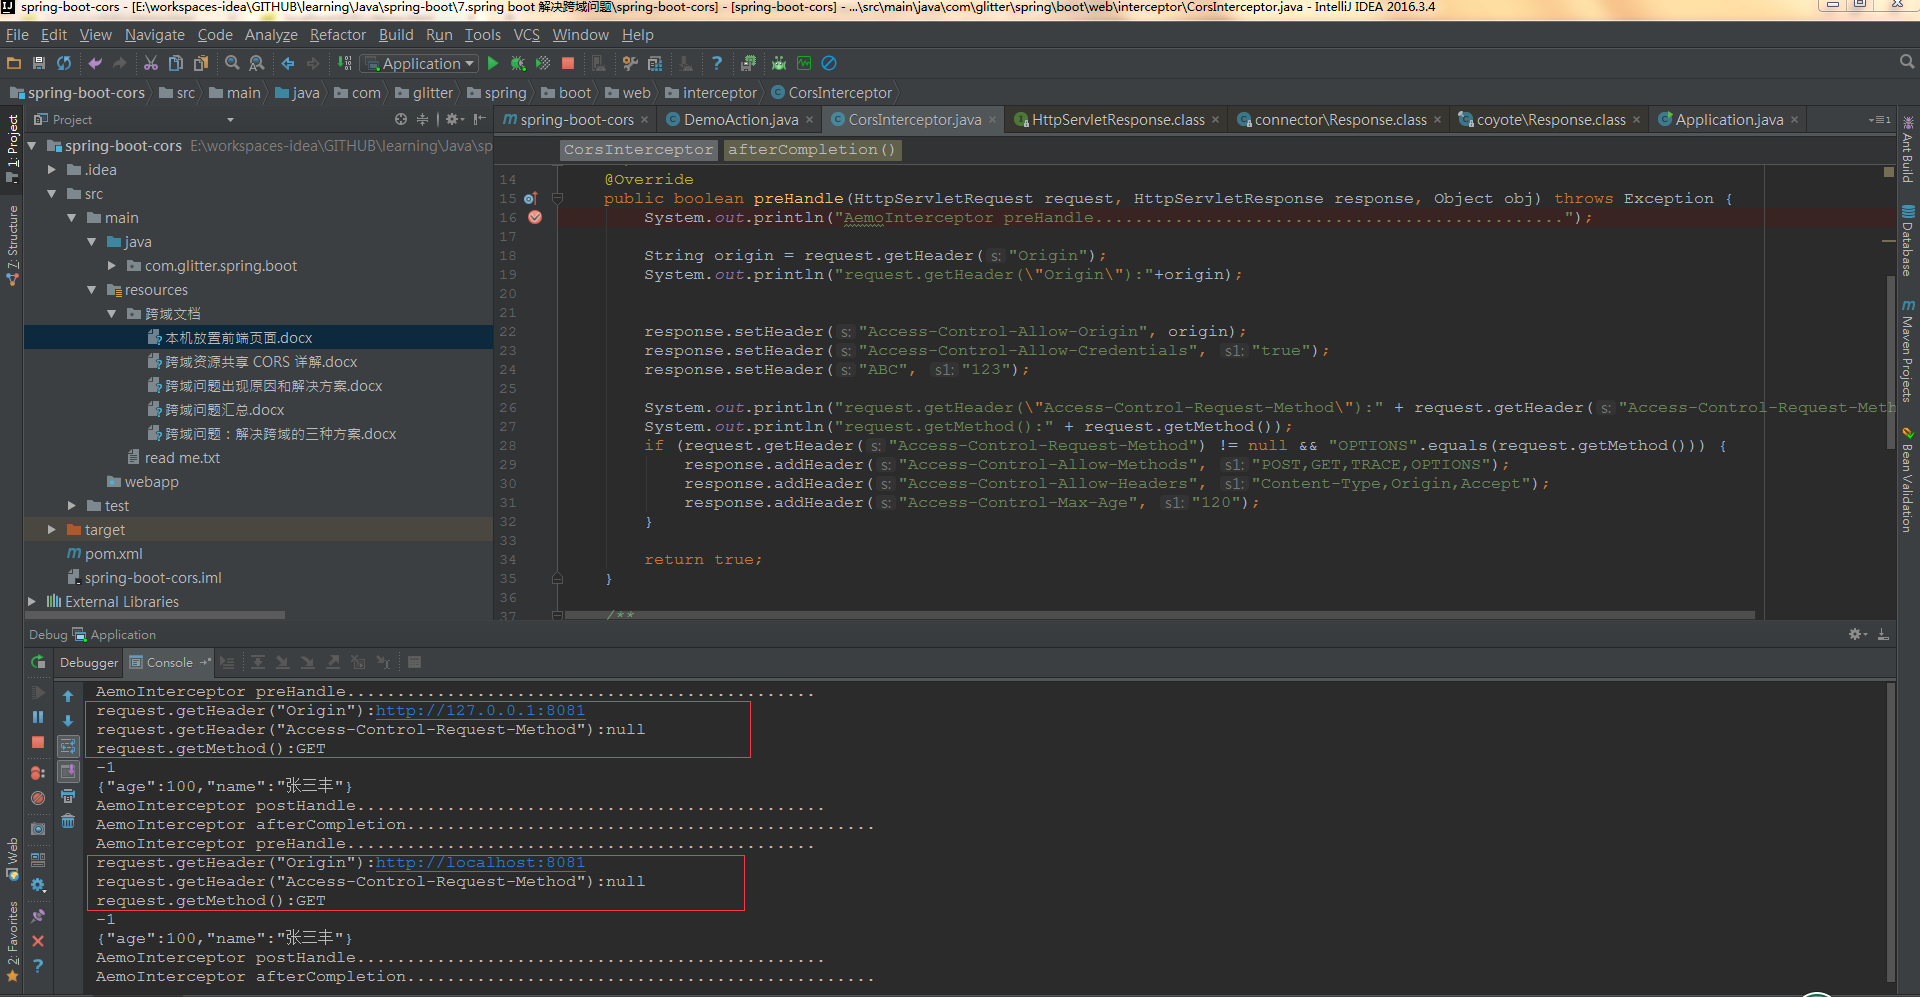 spring-boot-cors - [E:\workspaces-idea\GITHUB\learning\Java\spring-boot\7.spring boot 解决跨域问题\spring-boot-cors] - [spring-boot-cors] - ...\src\main\java\com\glitter\spring\boot\web\interceptor\CorsInterceptor.java - IntelliJ IDEA 2016.3.4
File Edit View Navigate Code Analyze Refactor Build Run Tools VCS Window Help
Application
spring-boot-cors src main java com glitter spring boot web interceptor CorsInterceptor
Project
spring-boot-cors DemoAction.java CorsInterceptor.java HttpServletResponse.class connector\Response.class coyote\Response.class Application.java
1: Project
7: Structure
Web
2: Favorites
spring-boot-cors E:\workspaces-idea\GITHUB\learning\Java\sp
.idea
src
main
java
com.glitter.spring.boot
resources
跨域文档
本机放置前端页面.docx
跨域资源共享 CORS 详解.docx
跨域问题出现原因和解决方案.docx
跨域问题汇总.docx
跨域问题：解决跨域的三种方案.docx
read me.txt
webapp
test
target
pom.xml
spring-boot-cors.iml
External Libraries
CorsInterceptor afterCompletion()
14 @Override
15 public boolean preHandle(HttpServletRequest request, HttpServletResponse response, Object obj) throws Exception {
16 System.out.println("AemoInterceptor preHandle...............................................");
17
18 String origin = request.getHeader( s: "Origin");
19 System.out.println("request.getHeader(\"Origin\"):"+origin);
20
21
22 response.setHeader( s: "Access-Control-Allow-Origin", origin);
23 response.setHeader( s: "Access-Control-Allow-Credentials", s1: "true");
24 response.setHeader( s: "ABC", s1: "123");
25
26 System.out.println("request.getHeader(\"Access-Control-Request-Method\"):" + request.getHeader( s: "Access-Control-Request-Meth
27 System.out.println("request.getMethod():" + request.getMethod());
28 if (request.getHeader( s: "Access-Control-Request-Method") != null && "OPTIONS".equals(request.getMethod())) {
29 response.addHeader( s: "Access-Control-Allow-Methods", s1: "POST,GET,TRACE,OPTIONS");
30 response.addHeader( s: "Access-Control-Allow-Headers", s1: "Content-Type,Origin,Accept");
31 response.addHeader( s: "Access-Control-Max-Age", s1: "120");
32 }
33
34 return true;
35 }
36
37 /**
Ant Build
Database
Maven Projects
Bean Validation
Debug Application
Debugger Console
AemoInterceptor preHandle...............................................
request.getHeader("Origin"):http://127.0.0.1:8081
request.getHeader("Access-Control-Request-Method"):null
request.getMethod():GET
-1
{"age":100,"name":"张三丰"}
AemoInterceptor postHandle...............................................
AemoInterceptor afterCompletion...............................................
AemoInterceptor preHandle...............................................
request.getHeader("Origin"):http://localhost:8081
request.getHeader("Access-Control-Request-Method"):null
request.getMethod():GET
-1
{"age":100,"name":"张三丰"}
AemoInterceptor postHandle...............................................
AemoInterceptor afterCompletion...............................................